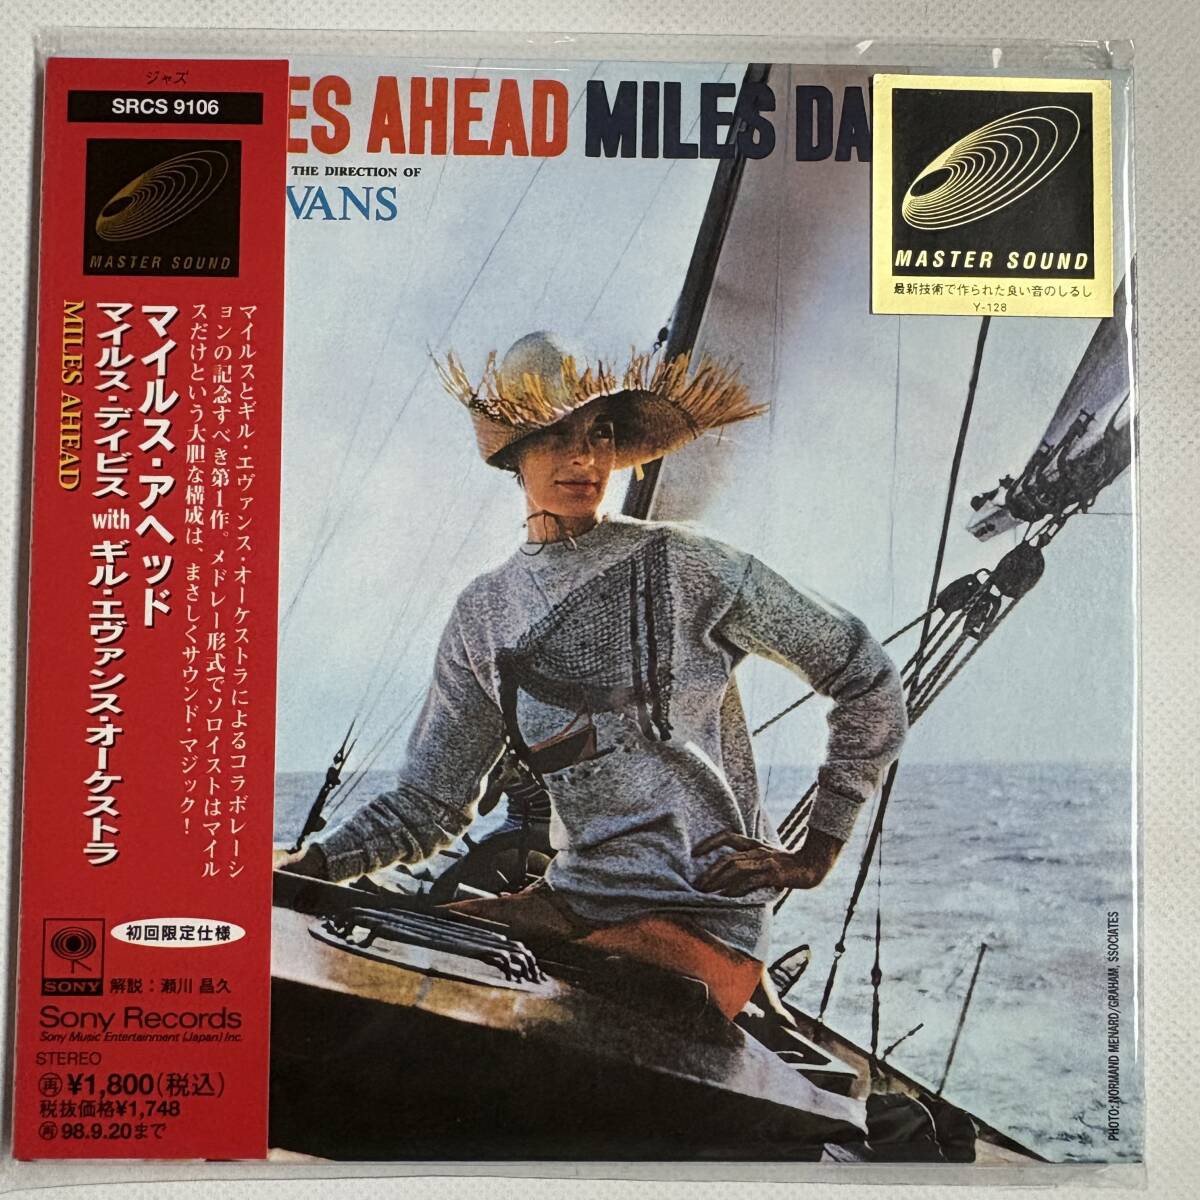 ジャズ
SRCS 9106
MASTER SOUND
マイルスとギル・エヴァンス・オーケストラによるコラボレーシ
ョンの記念すべき第1作。メドレー形式でソロイストはマイル
スだけという大胆な構成は、まさしくサウンド・マジック!
マイルス・アヘッド
マイルス・デイビス with ギル・エヴァンス・オーケストラ
MILES AHEAD
初回限定仕様
SONY
解説:瀬川 昌久
Sony Records
Sony Music Entertainment (Japan) Inc.
STEREO
再 ¥1,800(税込)
税抜価格¥1,748
再 98.9.20まで
ES AHEAD MILES DA
THE DIRECTION OF
VANS
MASTER SOUND
最新技術で作られた良い音のしるし
Y-128
PHOTO: NORMAND MENARD/GRAHAM, $SOCIATES